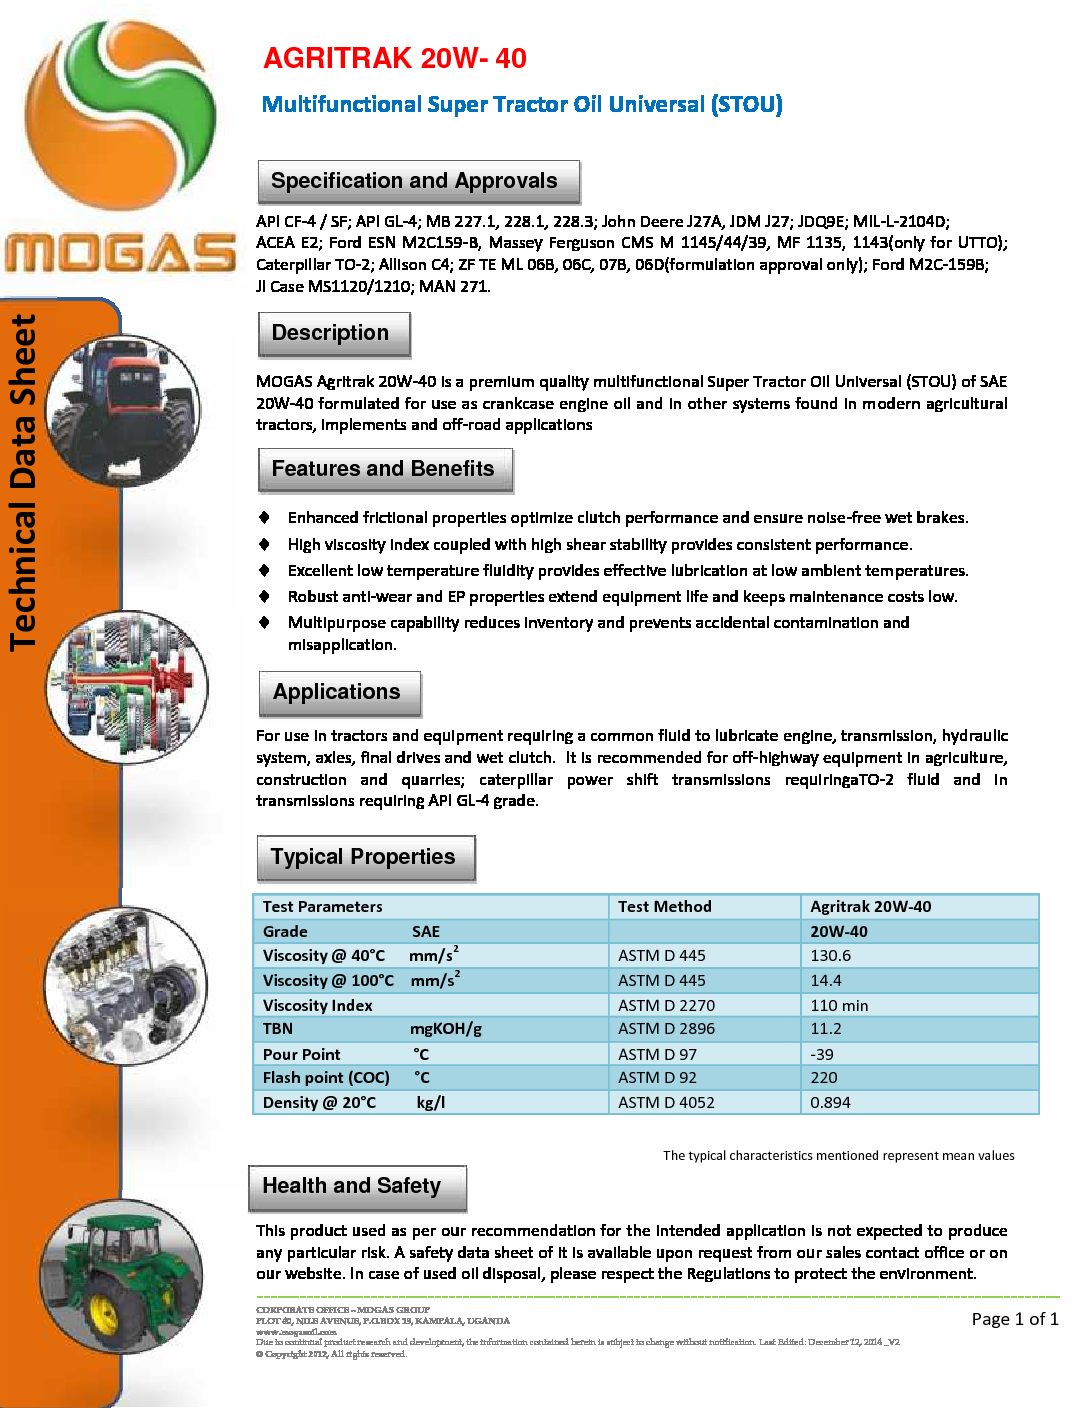 MOGAS
Technical Data Sheet
AGRITRAK 20W- 40
Multifunctional Super Tractor Oil Universal (STOU)
Specification and Approvals
API CF-4 / SF; API GL-4; MB 227.1, 228.1, 228.3; John Deere J27A, JDM J27; JDQ9E; MIL-L-2104D;
ACEA E2; Ford ESN M2C159-B, Massey Ferguson CMS M 1145/44/39, MF 1135, 1143(only for UTTO);
Caterpillar TO-2; Allison C4; ZF TE ML 06B, 06C, 07B, 06D(formulation approval only); Ford M2C-159B;
JI Case MS1120/1210; MAN 271.
Description
MOGAS Agritrak 20W-40 is a premium quality multifunctional Super Tractor Oil Universal (STOU) of SAE
20W-40 formulated for use as crankcase engine oil and in other systems found in modern agricultural
tractors, implements and off-road applications
Features and Benefits
♦ Enhanced frictional properties optimize clutch performance and ensure noise-free wet brakes.
♦ High viscosity index coupled with high shear stability provides consistent performance.
♦ Excellent low temperature fluidity provides effective lubrication at low ambient temperatures.
♦ Robust anti-wear and EP properties extend equipment life and keeps maintenance costs low.
♦ Multipurpose capability reduces inventory and prevents accidental contamination and
misapplication.
Applications
For use in tractors and equipment requiring a common fluid to lubricate engine, transmission, hydraulic
system, axles, final drives and wet clutch. It is recommended for off-highway equipment in agriculture,
construction and quarries; caterpillar power shift transmissions requiringaTO-2 fluid and in
transmissions requiring API GL-4 grade.
Typical Properties
Test Parameters Test Method Agritrak 20W-40
Grade SAE 20W-40
Viscosity @ 40°C mm/s² ASTM D 445 130.6
Viscosity @ 100°C mm/s² ASTM D 445 14.4
Viscosity Index ASTM D 2270 110 min
TBN mgKOH/g ASTM D 2896 11.2
Pour Point °C ASTM D 97 -39
Flash point (COC) °C ASTM D 92 220
Density @ 20°C kg/l ASTM D 4052 0.894
The typical characteristics mentioned represent mean values
Health and Safety
This product used as per our recommendation for the intended application is not expected to produce
any particular risk. A safety data sheet of it is available upon request from our sales contact office or on
our website. In case of used oil disposal, please respect the Regulations to protect the environment.
CORPORATE OFFICE – MOGAS GROUP
PLOT 40, NILE AVENUE, P.O.BOX 13, KAMPALA, UGANDA
www.mogasoil.com
Due to continual product research and development, the information contained herein is subject to change without notification. Last Edited: December 12, 2014_V2
© Copyright 2012, All rights reserved.
Page 1 of 1